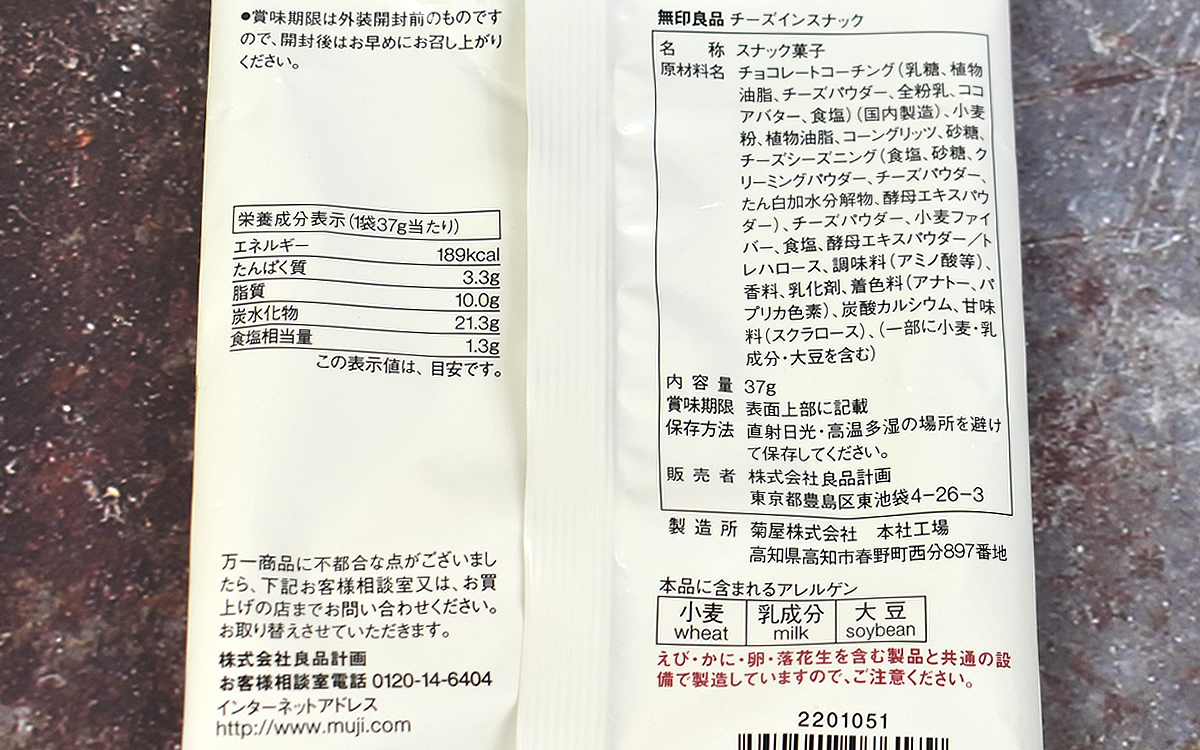 ●賞味期限は外装開封前のものです
ので、開封後はお早めにお召し上がり
ください。
栄養成分表示(1袋37g当たり)
エネルギー 189kcal
たんぱく質 3.3g
脂質 10.0g
炭水化物 21.3g
食塩相当量 1.3g
この表示値は、目安です。
万一商品に不都合な点がございまし
たら、下記お客様相談室又は、お買
上げの店までお問い合わせください。
お取り替えさせていただきます。
株式会社良品計画
お客様相談室電話 0120-14-6404
インターネットアドレス
http://www.muji.com
無印良品 チーズインスナック
名称 スナック菓子
原材料名 チョコレートコーチング(乳糖、植物
油脂、チーズパウダー、全粉乳、ココ
アバター、食塩)(国内製造)、小麦
粉、植物油脂、コーングリッツ、砂糖、
チーズシーズニング(食塩、砂糖、ク
リーミングパウダー、チーズパウダー、
たん白加水分解物、酵母エキスパウ
ダー)、チーズパウダー、小麦ファイ
バー、食塩、酵母エキスパウダー/ト
レハロース、調味料(アミノ酸等)、
香料、乳化剤、着色料(アナトー、パ
プリカ色素)、炭酸カルシウム、甘味
料(スクラロース)、(一部に小麦・乳
成分・大豆を含む)
内容量 37g
賞味期限 表面上部に記載
保存方法 直射日光・高温多湿の場所を避け
て保存してください。
販売者 株式会社良品計画
東京都豊島区東池袋4-26-3
製造所 菊屋株式会社 本社工場
高知県高知市春野町西分897番地
本品に含まれるアレルゲン
小麦 乳成分 大豆
wheat milk soybean
えび・かに・卵・落花生を含む製品と共通の設
備で製造していますので、ご注意ください。
2201051